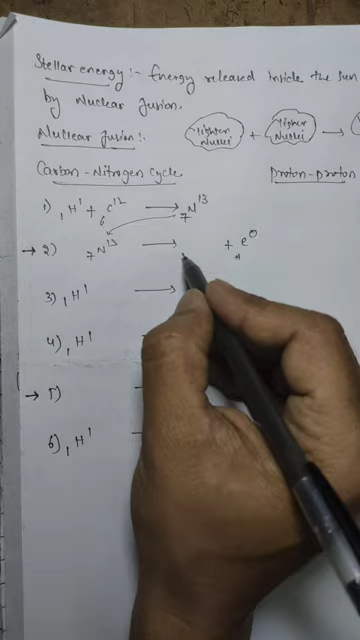 Stellar energy :- Energy released inside the sun
by Nuclear fusion.
Nuclear fusion :-
lighter Nuclei + lighter Nuclei →
Carbon - Nitrogen cycle
Proton - proton
1) ₁H¹ + ₆C¹² → ₇N¹³
→ 2) ₇N¹³ → + ₊₁e⁰
3) ₁H¹ →
4) ₁H¹
→ 5)
6) ₁H¹